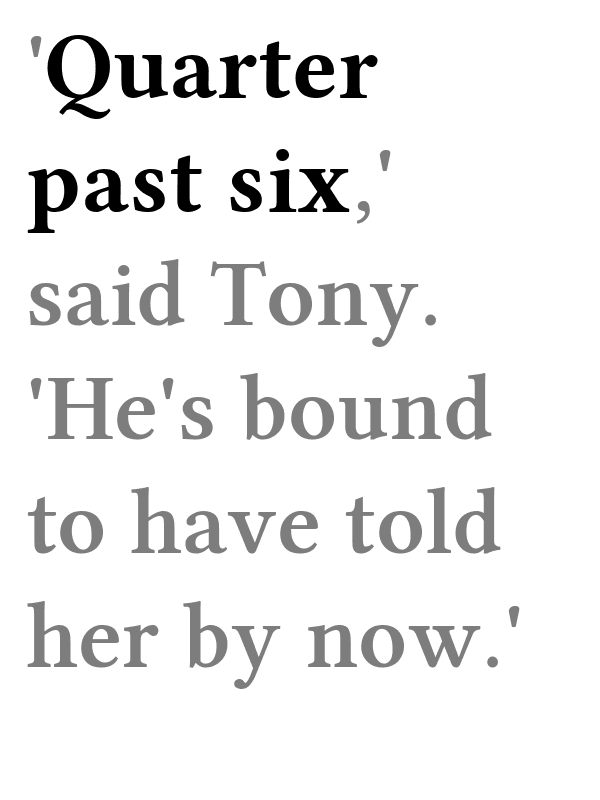 'Quarter
past six,'
said Tony.
'He's bound
to have told
her by now.'